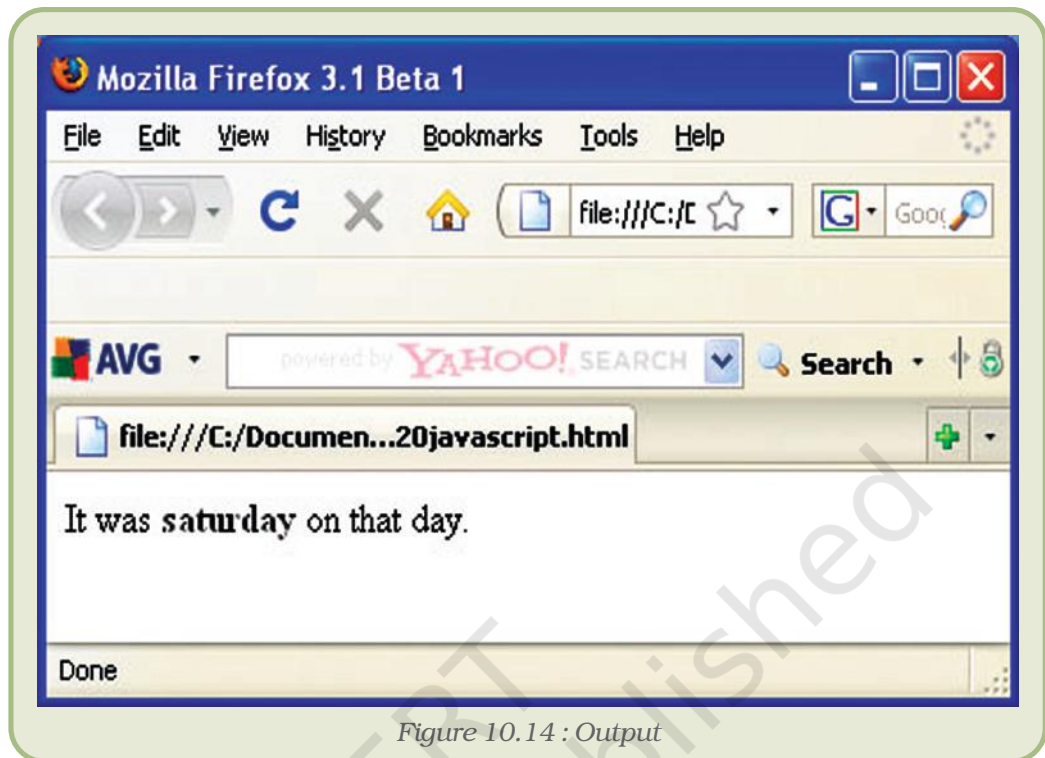 Mozilla Firefox 3.1 Beta 1
File Edit View History Bookmarks Tools Help
file:///C:/D G Goo
AVG powered by YAHOO! SEARCH Search
file:///C:/Documen...20javascript.html
It was saturday on that day.
Done
Figure 10.14 : Output